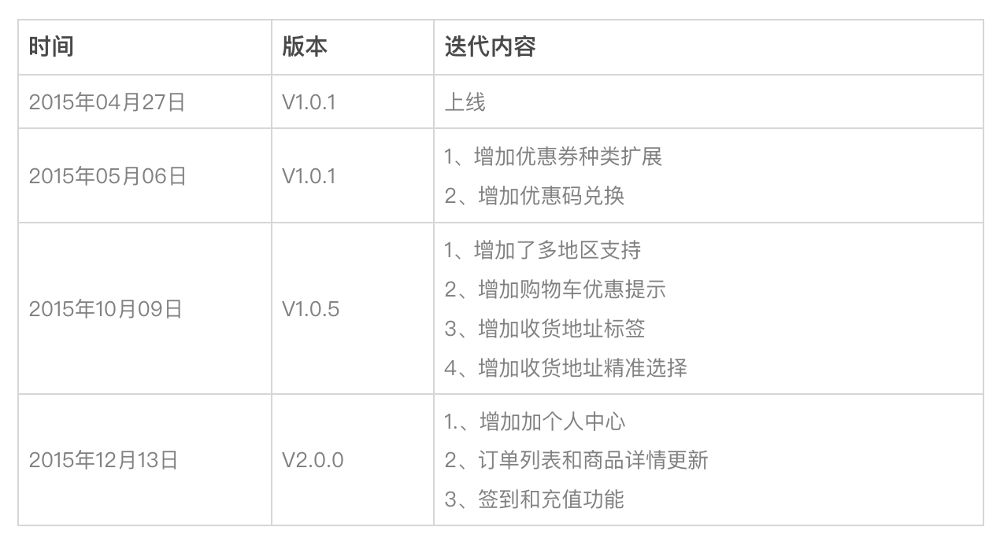 时间 版本 迭代内容
2015年04月27日 V1.0.1 上线
2015年05月06日 V1.0.1
1、增加优惠券种类扩展
2、增加优惠码兑换
2015年10月09日 V1.0.5
1、增加了多地区支持
2、增加购物车优惠提示
3、增加收货地址标签
4、增加收货地址精准选择
2015年12月13日 V2.0.0
1.、增加加个人中心
2、订单列表和商品详情更新
3、签到和充值功能